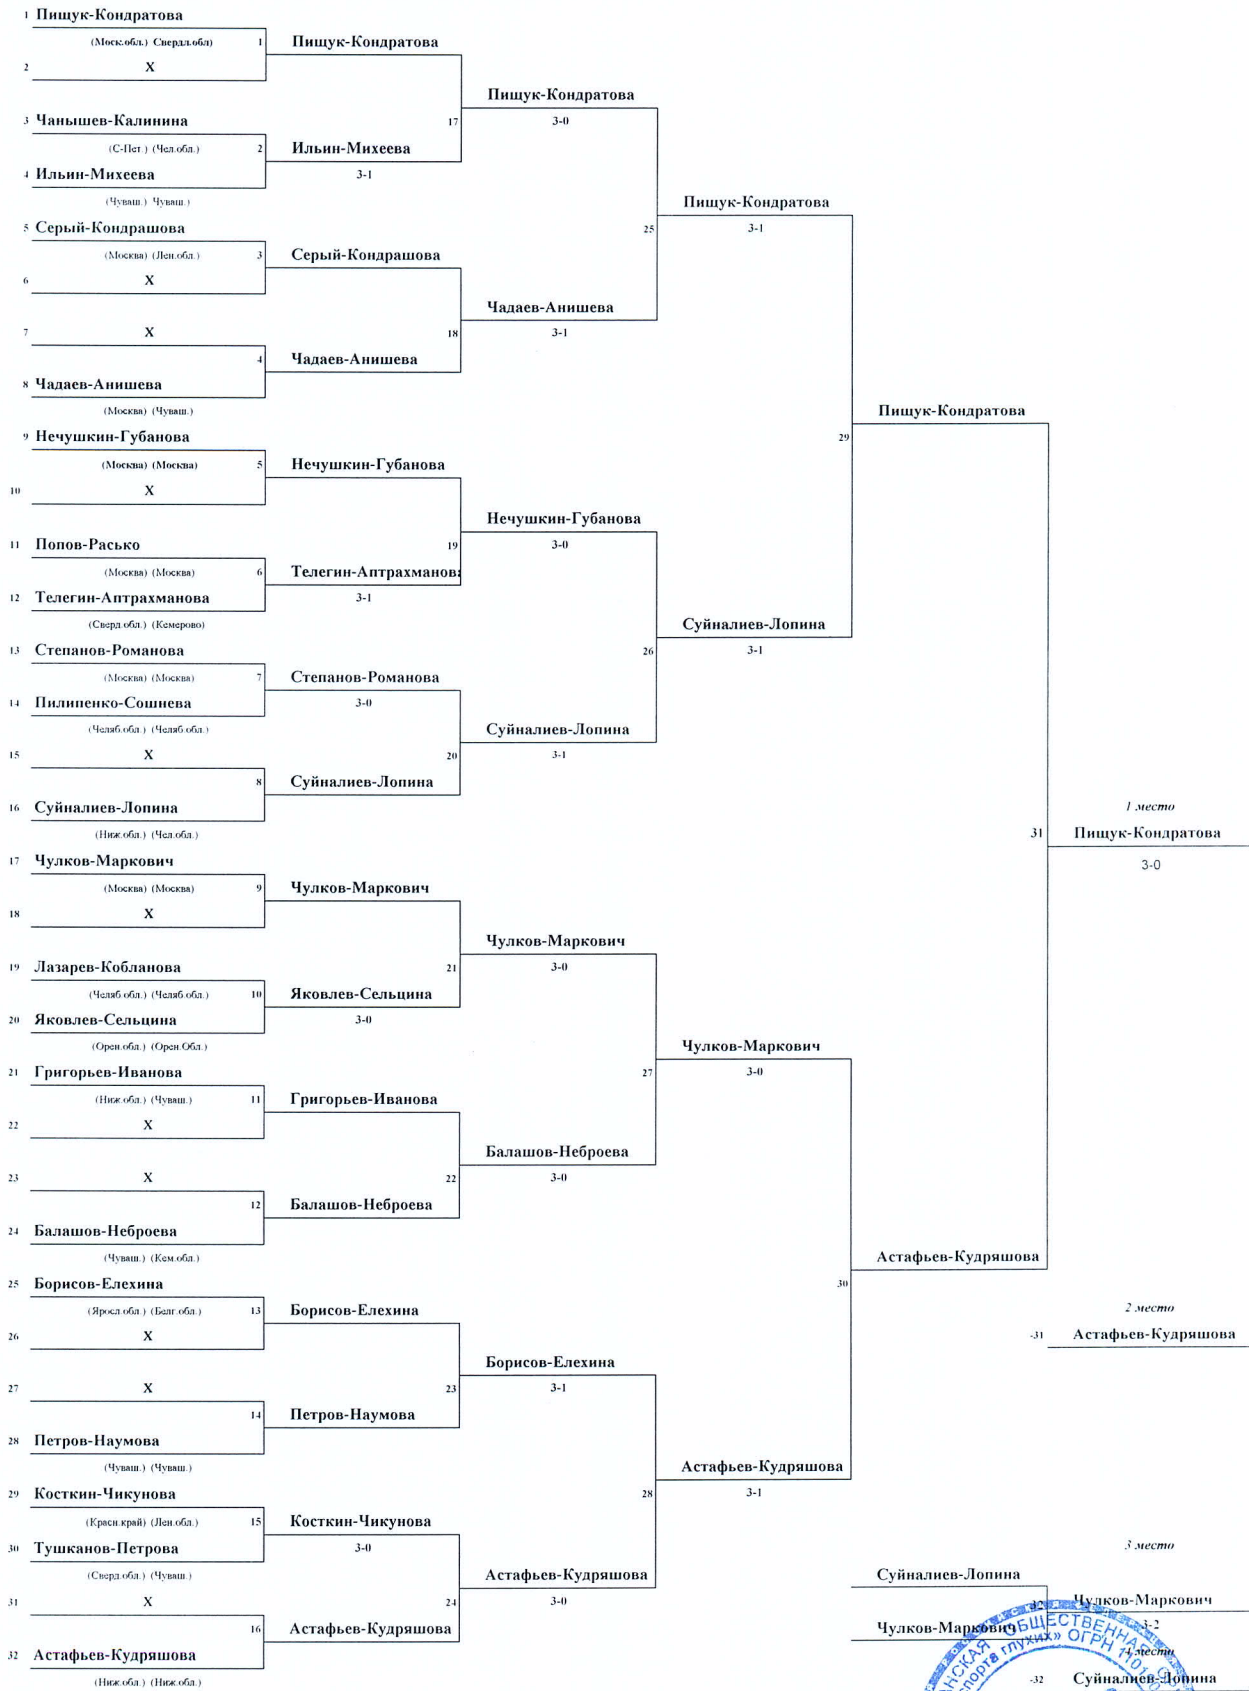 1 Пищук-Кондратова
(Моск.обл.) Свердл.обл) 1 Пищук-Кондратова
2 X
Пищук-Кондратова
3 Чанышев-Калинина 17 3-0
(С-Пет.) (Чел.обл.) 2 Ильин-Михеева
4 Ильин-Михеева 3-1
(Чуваш.) Чуваш.)
Пищук-Кондратова
5 Серый-Кондрашова 25 3-1
(Москва) (Лен.обл.) 3 Серый-Кондрашова
6 X
Чадаев-Анишева
7 X 18 3-1
4 Чадаев-Анишева
8 Чадаев-Анишева
(Москва) (Чуваш.)
Пищук-Кондратова
9 Нечушкин-Губанова 29
(Москва) (Москва) 5 Нечушкин-Губанова
10 X
Нечушкин-Губанова
11 Попов-Расько 19 3-0
(Москва) (Москва) 6 Телегин-Аптрахманова
12 Телегин-Аптрахманова 3-1
(Сверд.обл.) (Кемерово)
Суйналиев-Лопина
13 Степанов-Романова 26 3-1
(Москва) (Москва) 7 Степанов-Романова
14 Пилипенко-Сошнева 3-0
(Челяб.обл.) (Челяб.обл.)
Суйналиев-Лопина
15 X 20 3-1
8 Суйналиев-Лопина
16 Суйналиев-Лопина
1 место
(Ниж.обл.) (Чел.обл.)
31 Пищук-Кондратова
17 Чулков-Маркович 3-0
(Москва) (Москва) 9 Чулков-Маркович
18 X
Чулков-Маркович
19 Лазарев-Кобланова 21 3-0
(Челяб.обл.) (Челяб.обл.) 10 Яковлев-Сельцина
20 Яковлев-Сельцина 3-0
(Орен.обл.) (Орен.Обл.)
Чулков-Маркович
21 Григорьев-Иванова 27 3-0
(Ниж.обл.) (Чуваш.) 11 Григорьев-Иванова
22 X
Балашов-Неброева
23 X 22 3-0
12 Балашов-Неброева
24 Балашов-Неброева
(Чуваш.) (Кем.обл.)
Астафьев-Кудряшова
25 Борисов-Елехина 30
(Яросл.обл.) (Белг.обл.) 13 Борисов-Елехина
2 место
26 X -31 Астафьев-Кудряшова
Борисов-Елехина
27 X 23 3-1
14 Петров-Наумова
28 Петров-Наумова
(Чуваш.) (Чуваш.)
Астафьев-Кудряшова
29 Косткин-Чикунова 28 3-1
(Красн.край) (Лен.обл.) 15 Косткин-Чикунова
30 Тушканов-Петрова 3-0
3 место
(Сверд.обл.) (Чуваш.)
Астафьев-Кудряшова Суйналиев-Лопина
31 X 24 3-0 32 Чулков-Маркович
16 Астафьев-Кудряшова Чулков-Маркович 3-2
32 Астафьев-Кудряшова 4 место
(Ниж.обл.) (Ниж.обл.) -32 Суйналиев-Лопина
ОБЩЕСТВЕННАЯ
спорта глухих» ОГРН